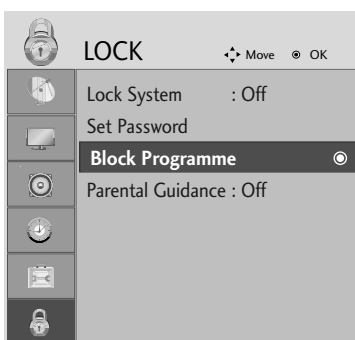 LOCK Move OK
Lock System : Off
Set Password
Block Programme
Parental Guidance : Off